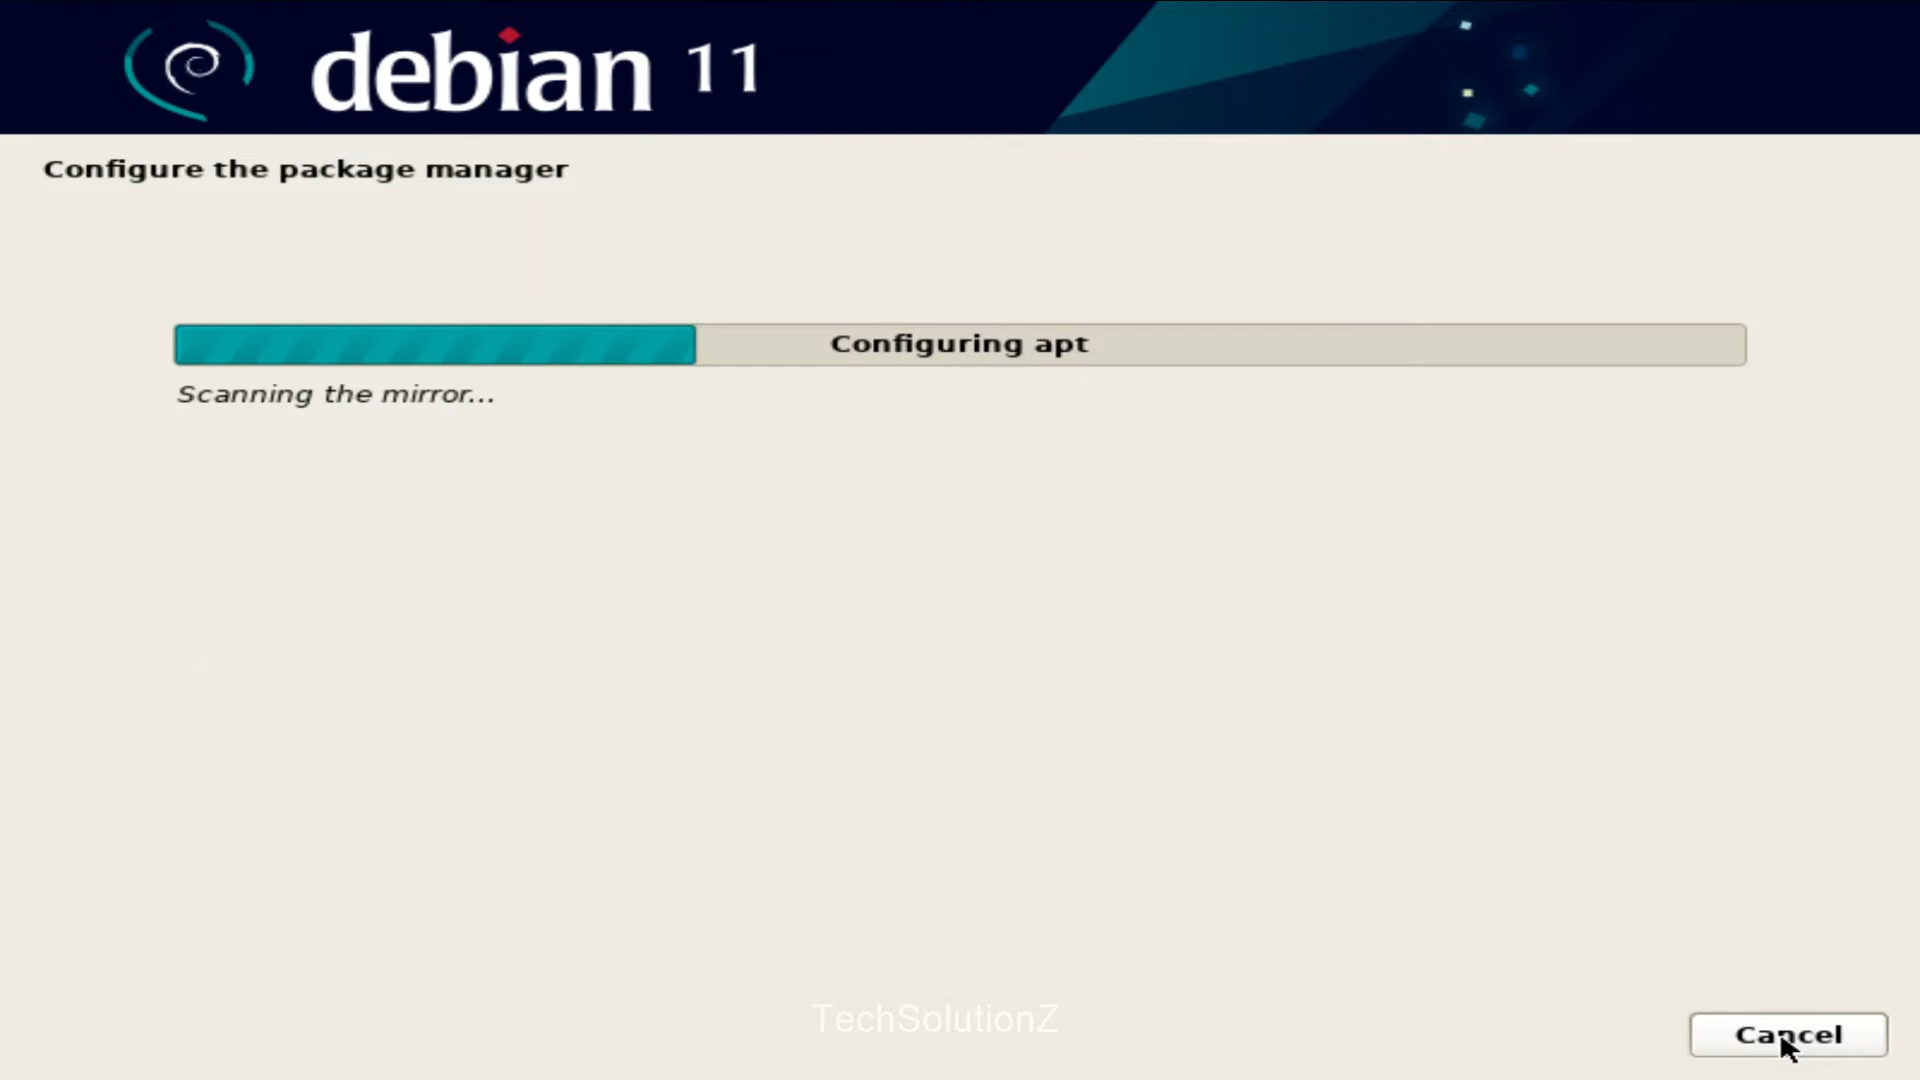 debian 11
Configure the package manager
Configuring apt
Scanning the mirror...
TechSolutionZ
Cancel